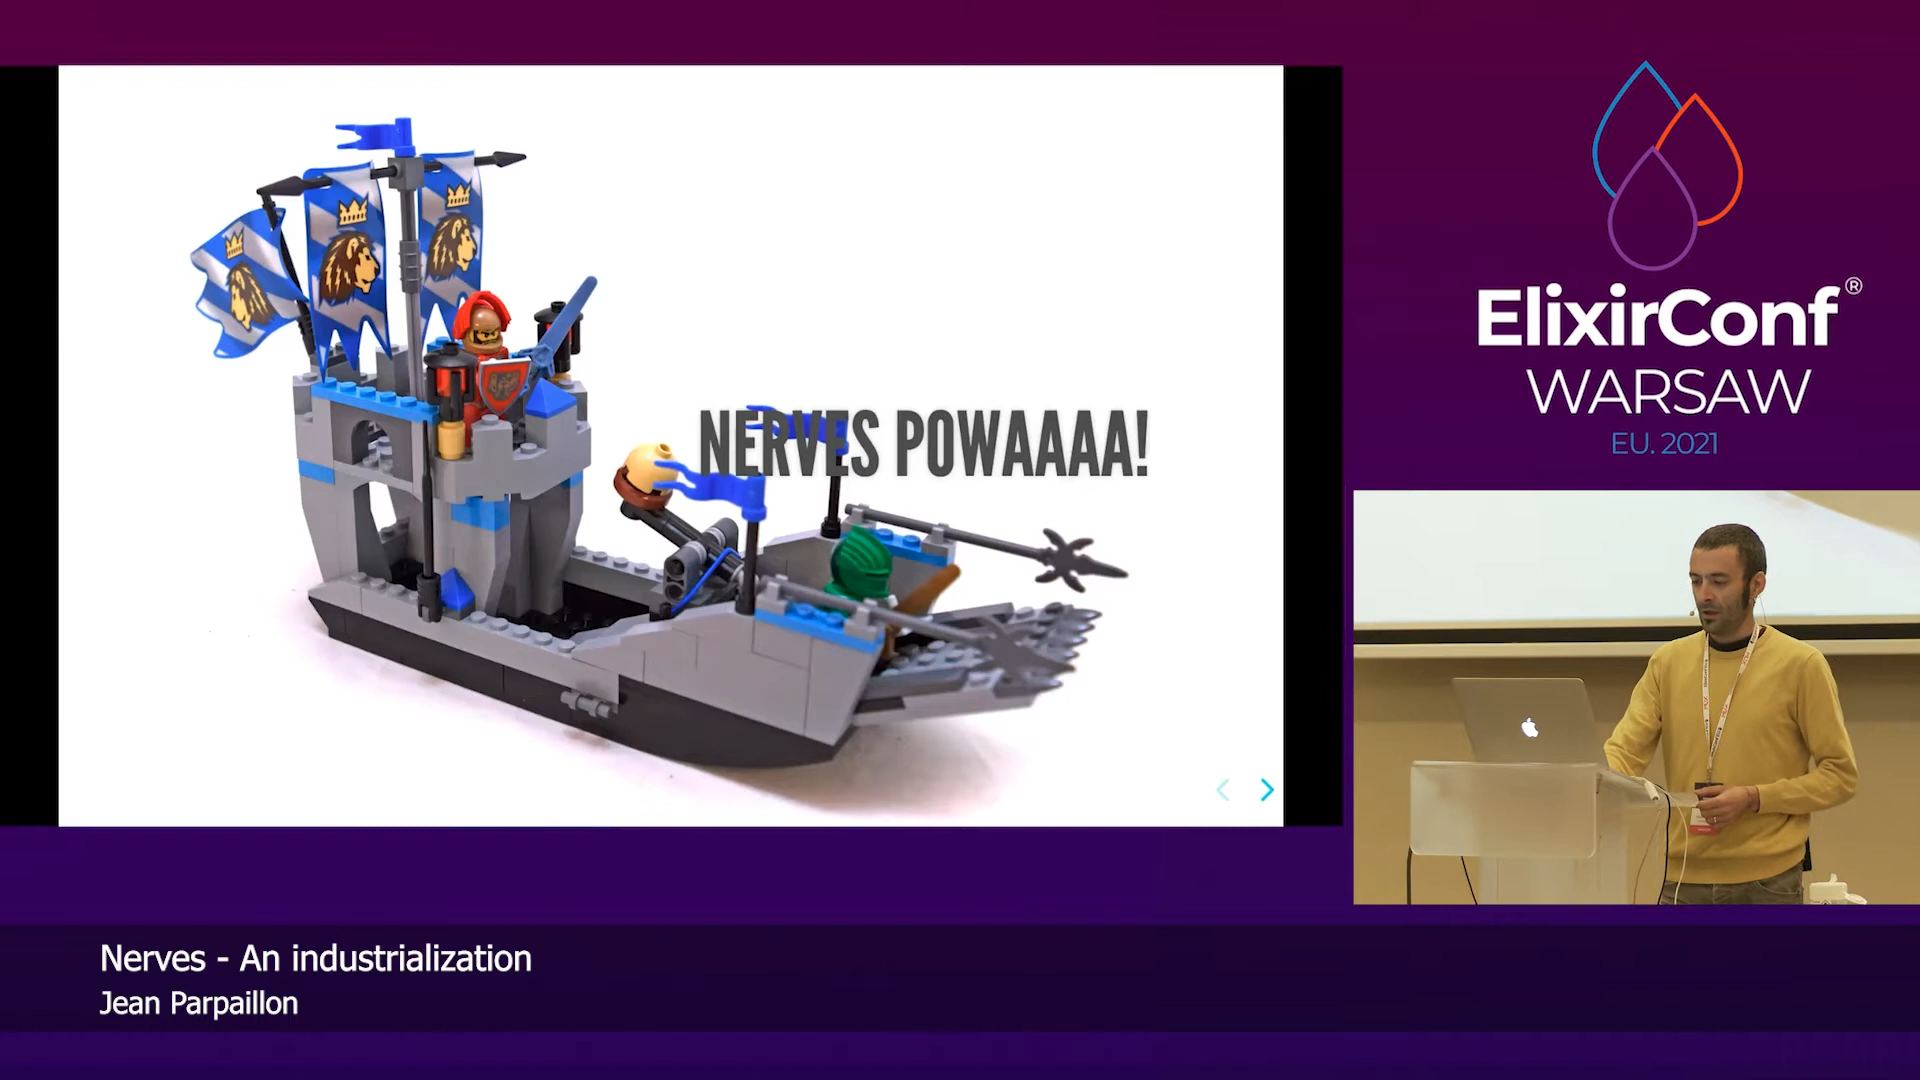 NERVES POWAAAA!
ElixirConf®
WARSAW
EU. 2021
Nerves - An industrialization
Jean Parpaillon